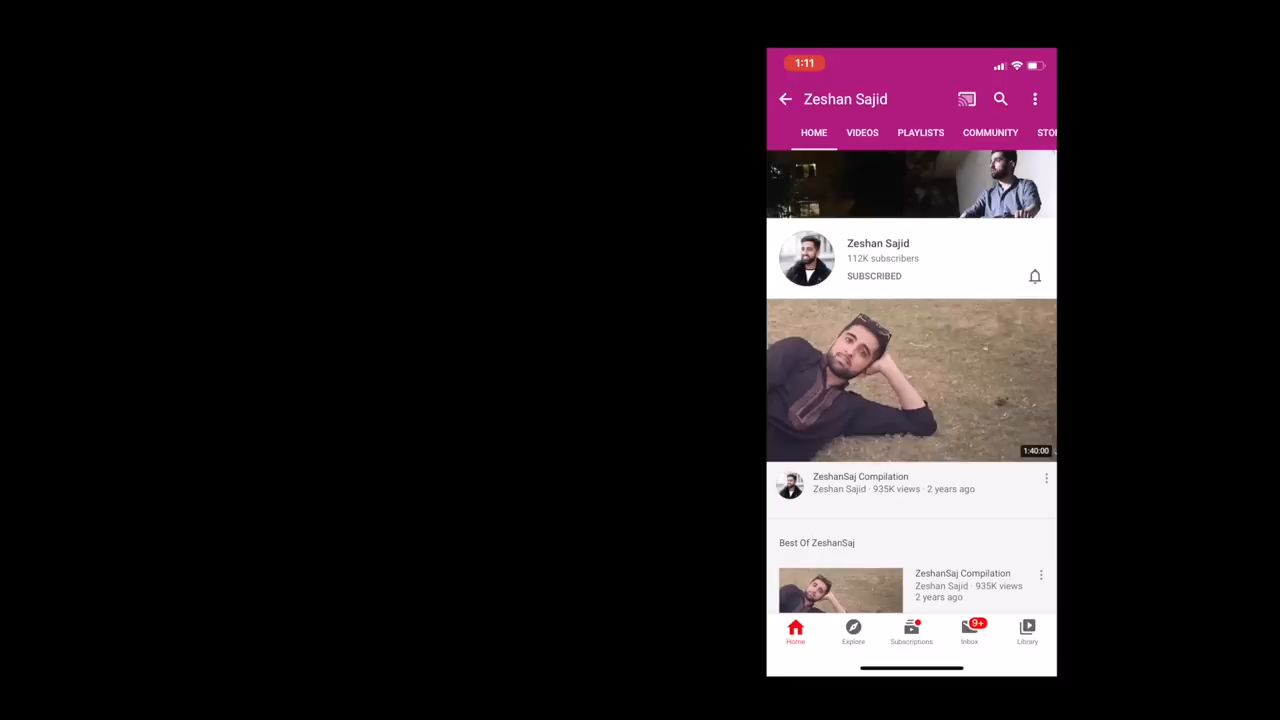 1:11
Zeshan Sajid
HOME VIDEOS PLAYLISTS COMMUNITY STO
Zeshan Sajid
112K subscribers
SUBSCRIBED
1:40:00
ZeshanSaj Compilation
Zeshan Sajid · 935K views · 2 years ago
Best Of ZeshanSaj
ZeshanSaj Compilation
Zeshan Sajid · 935K views
2 years ago
9+
Home Explore Subscriptions Inbox Library